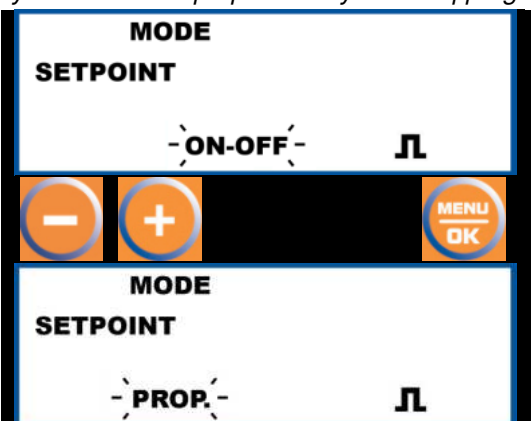 MODE
SETPOINT
ON-OFF
- +
MENU
OK
MODE
SETPOINT
PROP.